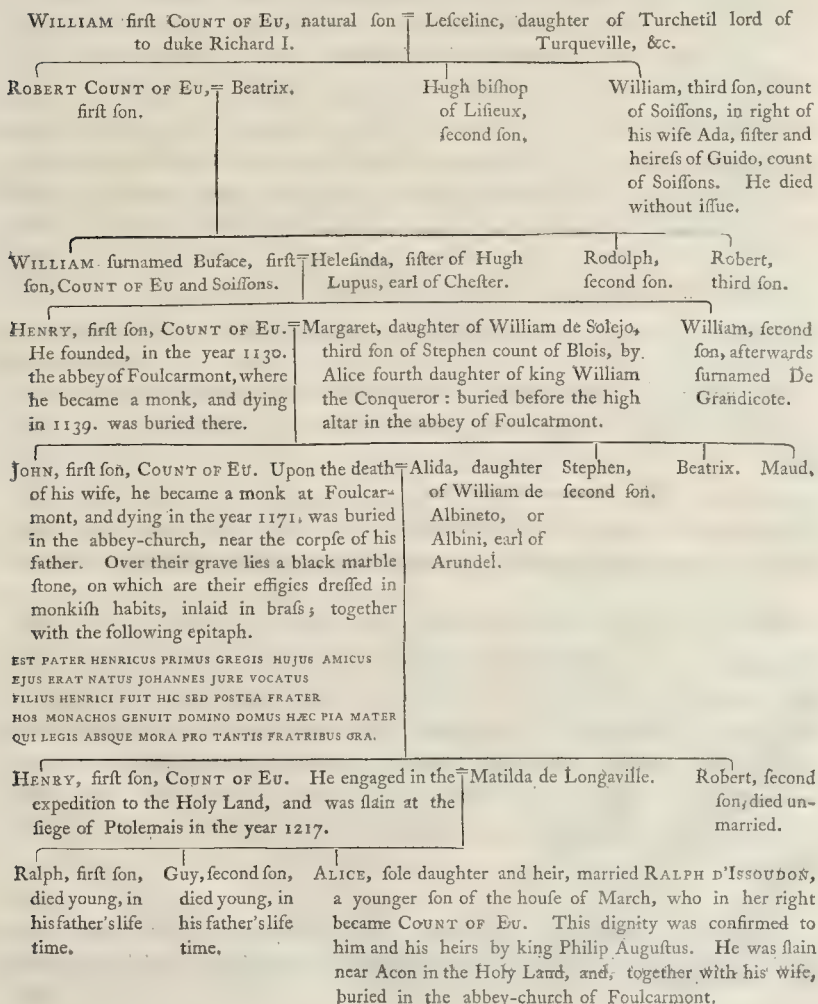 WILLIAM firſt COUNT OF EU, natural ſon = Leſceline, daughter of Turchetil lord of
to duke Richard I. Turqueville, &c.
ROBERT COUNT OF EU, = Beatrix.
firſt ſon.
Hugh biſhop
of Liſieux,
ſecond ſon,
William, third ſon, count
of Soiſſons, in right of
his wife Ada, ſiſter and
heireſs of Guido, count
of Soiſſons. He died
without iſſue.
WILLIAM ſurnamed Buface, firſt = Heleſinda, ſiſter of Hugh
ſon, COUNT OF EU and Soiſſons. Lupus, earl of Cheſter.
Rodolph,
ſecond ſon.
Robert,
third ſon.
HENRY, firſt ſon, COUNT OF EU. =
He founded, in the year 1130.
the abbey of Foulcarmont, where
he became a monk, and dying
in 1139. was buried there.
Margaret, daughter of William de Solejo,
third ſon of Stephen count of Blois, by
Alice fourth daughter of king William
the Conqueror : buried before the high
altar in the abbey of Foulcarmont.
William, ſecond
ſon, afterwards
ſurnamed De
Grandicote.
JOHN, firſt ſon, COUNT OF EU. Upon the death =
of his wife, he became a monk at Foulcar-
mont, and dying in the year 1171. was buried
in the abbey-church, near the corpſe of his
father. Over their grave lies a black marble
ſtone, on which are their effigies dreſſed in
monkiſh habits, inlaid in braſs ; together
with the following epitaph.
EST PATER HENRICUS PRIMUS GREGIS HUJUS AMICUS
EJUS ERAT NATUS JOHANNES JURE VOCATUS
FILIUS HENRICI FUIT HIC SED POSTEA FRATER
HOS MONACHOS GENUIT DOMINO DOMUS HÆC PIA MATER
QUI LEGIS ABSQUE MORA PRO TANTIS FRATRIBUS ORA.
Alida, daughter
of William de
Albineto, or
Albini, earl of
Arundel.
Stephen,
ſecond ſon.
Beatrix.
Maud,
HENRY, firſt ſon, COUNT OF EU. He engaged in the = Matilda de Longaville.
expedition to the Holy Land, and was ſlain at the
ſiege of Ptolemais in the year 1217.
Robert, ſecond
ſon, died un-
married.
Ralph, firſt ſon,
died young, in
his father's life
time.
Guy, ſecond ſon,
died young, in
his father's life
time.
ALICE, ſole daughter and heir, married RALPH D'ISSOUDON,
a younger ſon of the houſe of March, who in her right
became COUNT OF EU. This dignity was confirmed to
him and his heirs by king Philip Auguſtus. He was ſlain
near Acon in the Holy Land, and, together with his wife,
buried in the abbey-church of Foulcarmont.